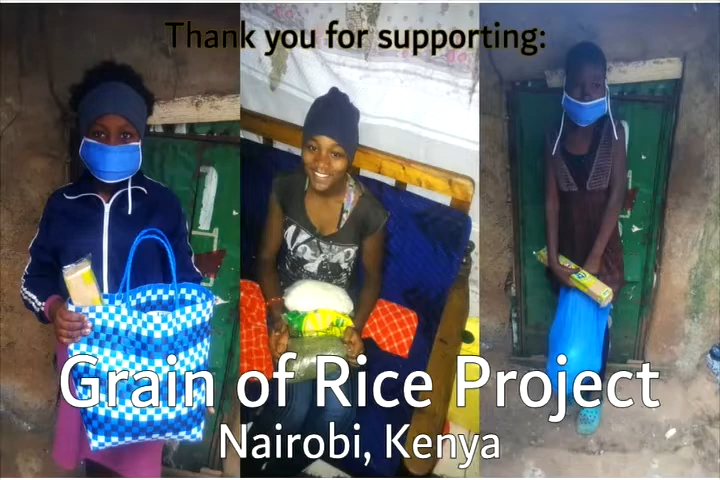 Thank you for supporting:
Grain of Rice Project
Nairobi, Kenya